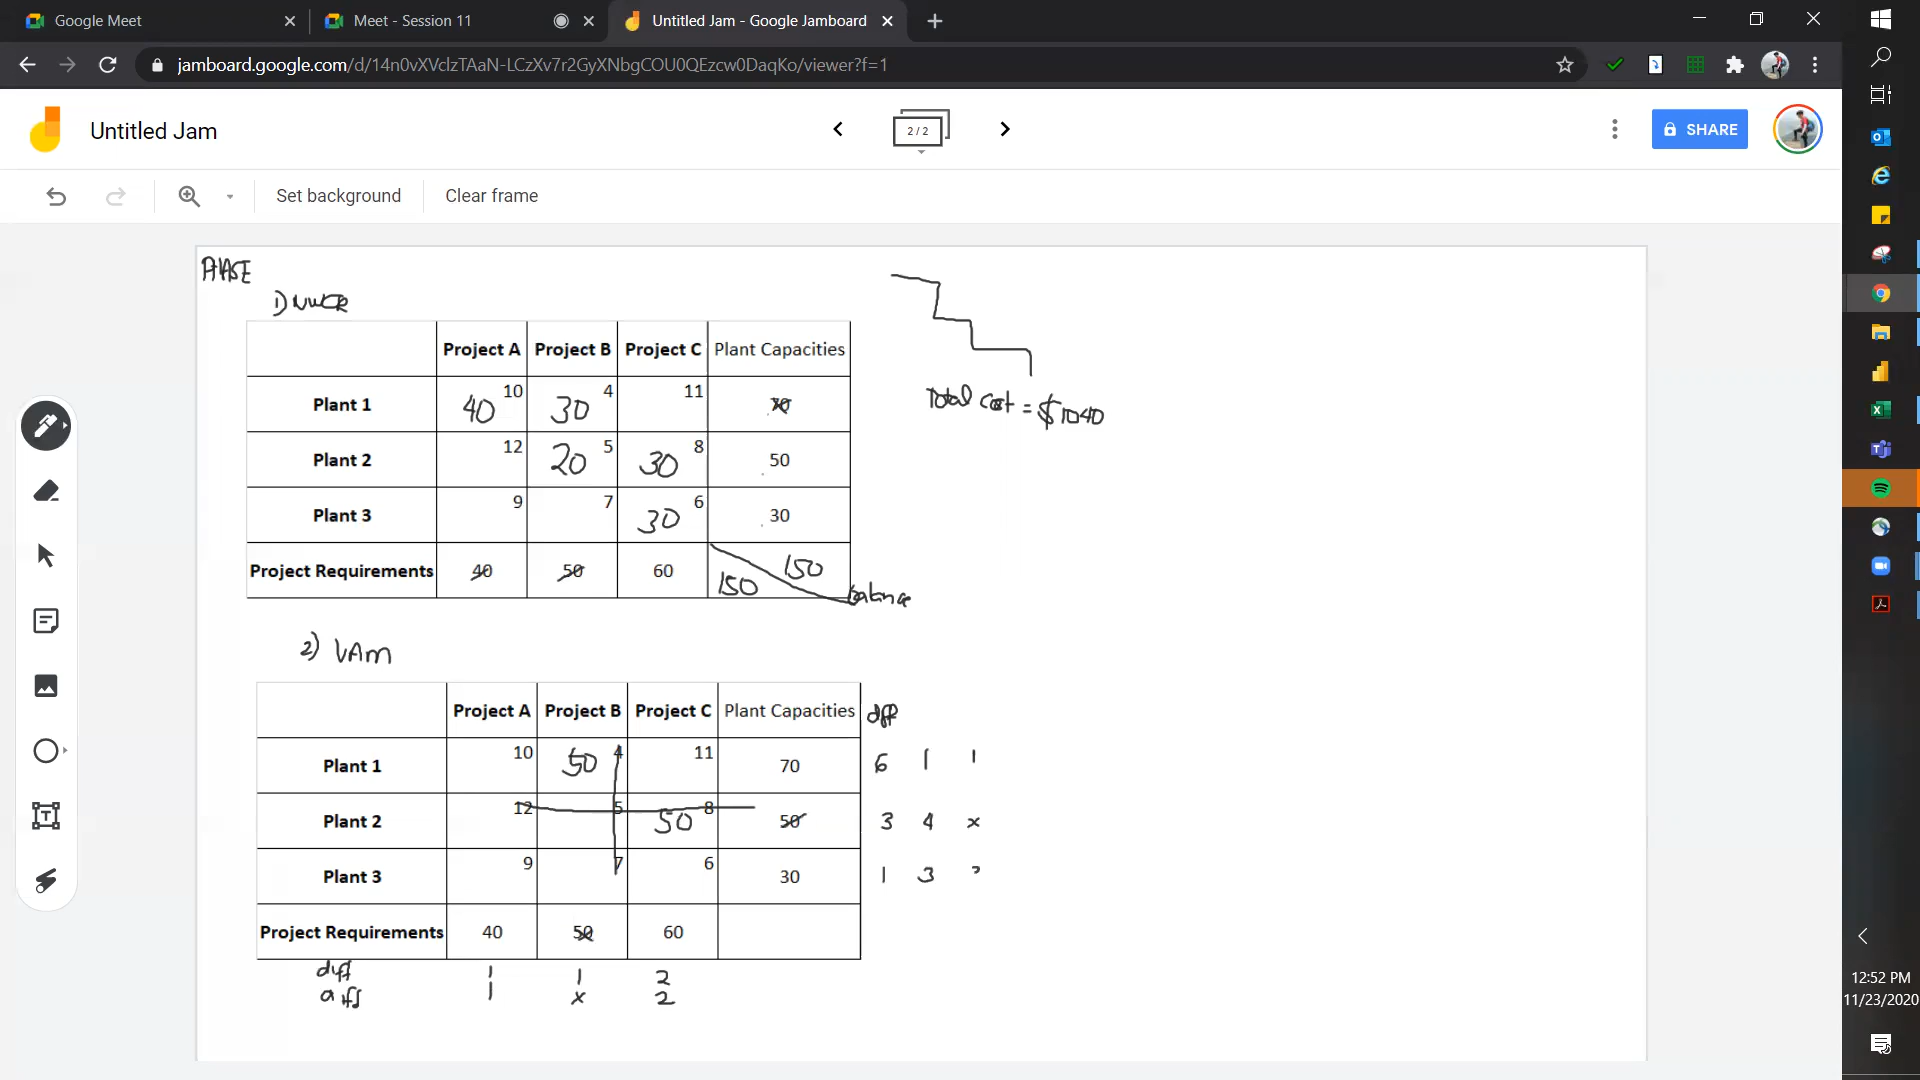 Google Meet
Meet - Session 11
Untitled Jam - Google Jamboard
jamboard.google.com/d/14n0vXVclzTAaN-LCzXv7r2GyXNbgCOU0QEzcw0DaqKo/viewer?f=1
Untitled Jam
2 / 2
SHARE
Set background
Clear frame
PHASE
1) NWCR
Project A Project B Project C Plant Capacities
Plant 1 40 10 30 4 11 70
Plant 2 12 20 5 30 8 50
Plant 3 9 7 30 6 30
Project Requirements 40 50 60 150 150
balance
Total cost = $1040
2) VAM
Project A Project B Project C Plant Capacities diff
Plant 1 10 50 4 11 70 6 1 1
Plant 2 12 5 50 8 50 3 4 x
Plant 3 9 7 6 30 1 3
Project Requirements 40 50 60
diff 1 1 2
diff 1 x 2
12:52 PM
11/23/2020